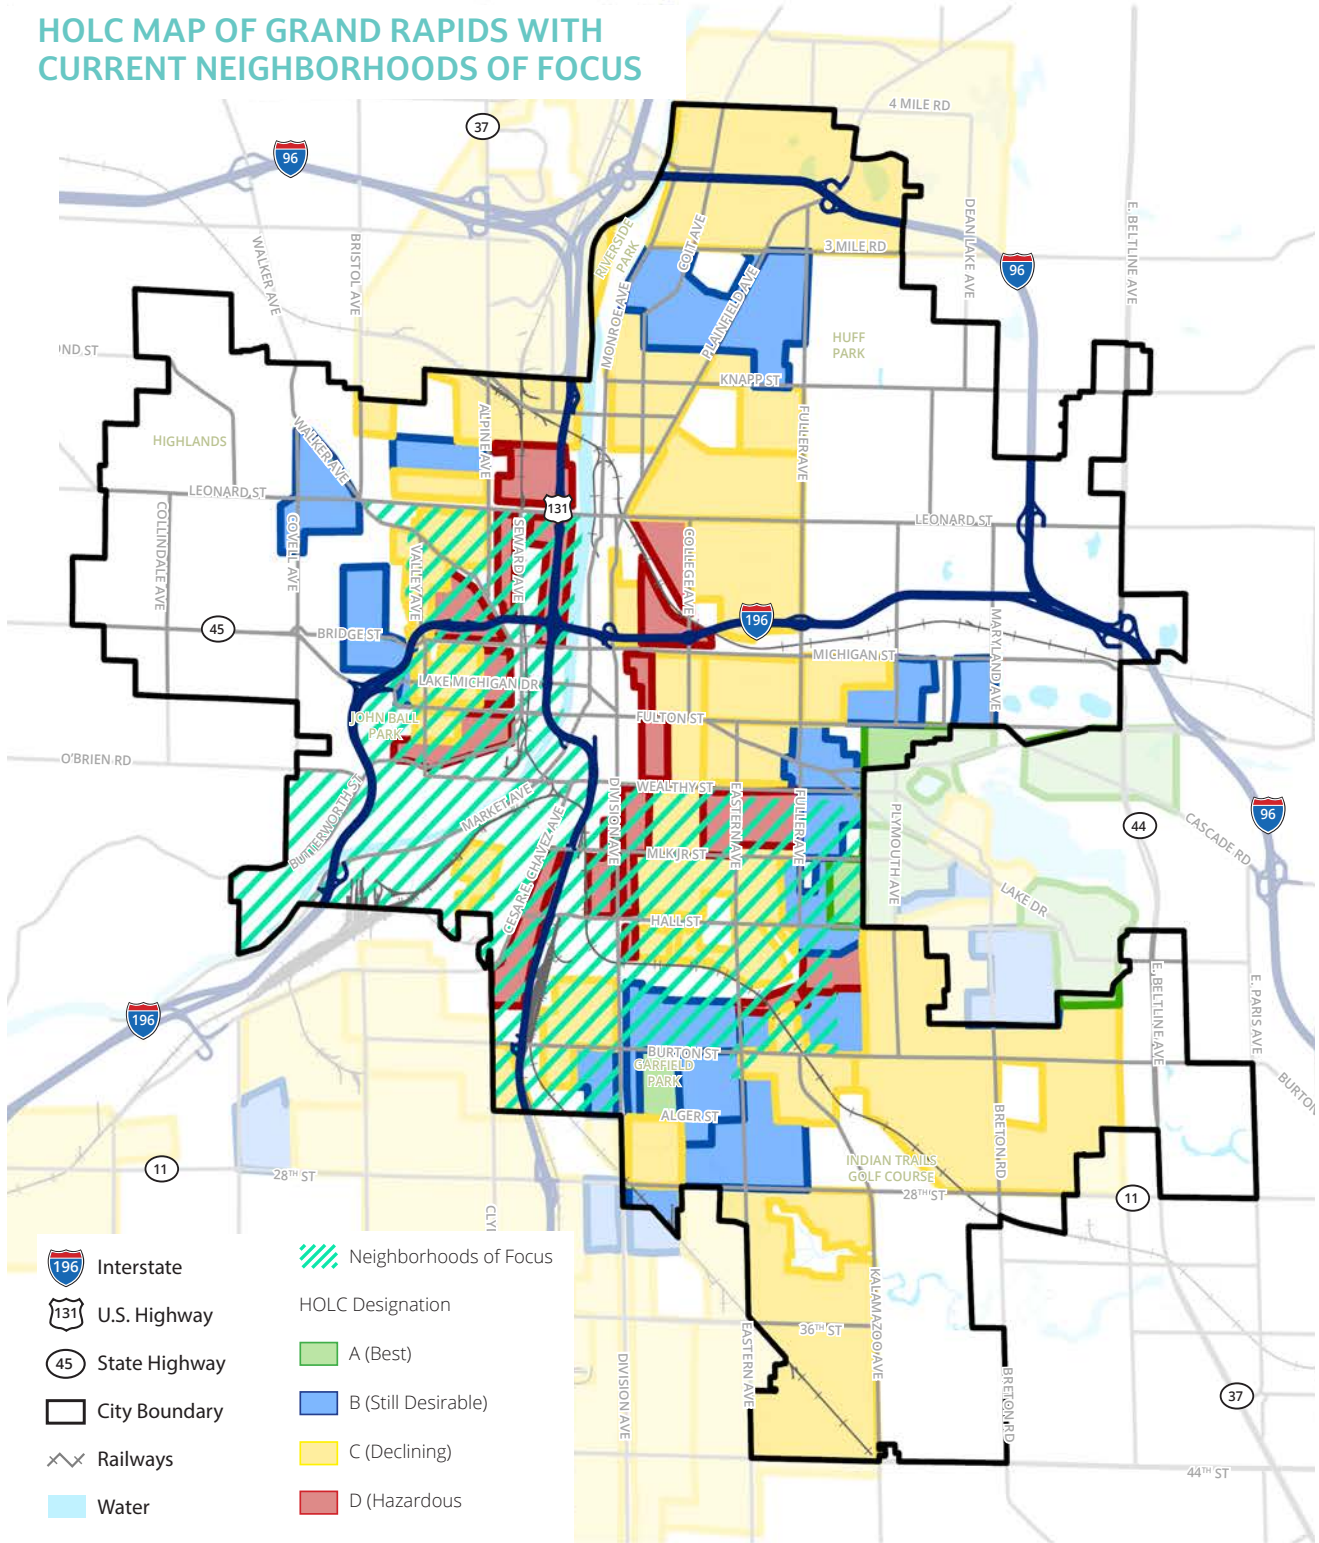 HOLC MAP OF GRAND RAPIDS WITH
CURRENT NEIGHBORHOODS OF FOCUS
4 MILE RD
37
96
WALKER AVE
BRISTOL AVE
RIVERSIDE
PARK
COIT AVE
3 MILE RD
DEAN LAKE AVE
E. BELTLINE AVE
96
MONROE AVE
PLAINFIELD AVE
HUFF
PARK
KNAPP ST
HIGHLANDS
WALKER AVE
ALPINE AVE
FULLER AVE
LEONARD ST
131
LEONARD ST
COLLINDALE AVE
COVELL AVE
VALLEY AVE
SEWARD AVE
COLLEGE AVE
45
BRIDGE ST
196
MICHIGAN ST
MARYLAND AVE
LAKE MICHIGAN DR
JOHN BALL
PARK
FULTON ST
O'BRIEN RD
BUTTERWORTH ST
MARKET AVE
CESAR E. CHAVEZ AVE
DIVISION AVE
WEALTHY ST
EASTERN AVE
FULLER AVE
PLYMOUTH AVE
44
CASCADE RD
96
MLK JR ST
LAKE DR
HALL ST
196
E. BELTLINE AVE
E. PARIS AVE
BURTON ST
GARFIELD
PARK
BURTON
ALGER ST
BRETON RD
11
28TH ST
INDIAN TRAILS
GOLF COURSE
28TH ST
11
KALAMAZOO AVE
36TH ST
EASTERN AVE
DIVISION AVE
BRETON RD
37
44TH ST
196 Interstate
131 U.S. Highway
45 State Highway
City Boundary
Railways
Water
Neighborhoods of Focus
HOLC Designation
A (Best)
B (Still Desirable)
C (Declining)
D (Hazardous